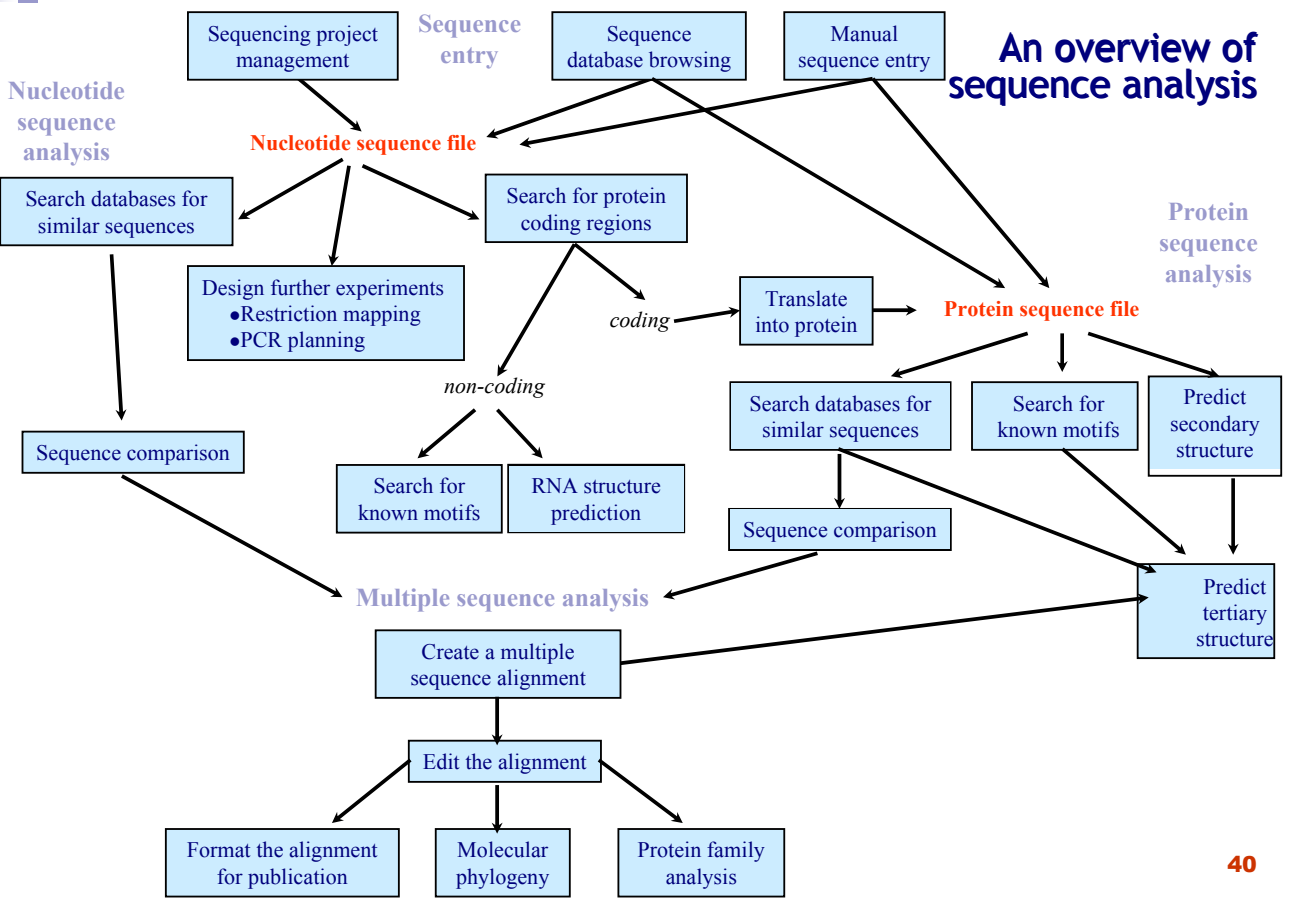 An overview of
sequence analysis
Sequence
entry
Sequencing project
management
Sequence
database browsing
Manual
sequence entry
Nucleotide
sequence
analysis
Nucleotide sequence file
Search databases for
similar sequences
Search for protein
coding regions
Design further experiments
●Restriction mapping
●PCR planning
coding
Translate
into protein
Protein
sequence
analysis
Protein sequence file
non-coding
Search databases for
similar sequences
Search for
known motifs
Predict
secondary
structure
Sequence comparison
Search for
known motifs
RNA structure
prediction
Sequence comparison
Predict
tertiary
structure
Multiple sequence analysis
Create a multiple
sequence alignment
Edit the alignment
Format the alignment
for publication
Molecular
phylogeny
Protein family
analysis
40